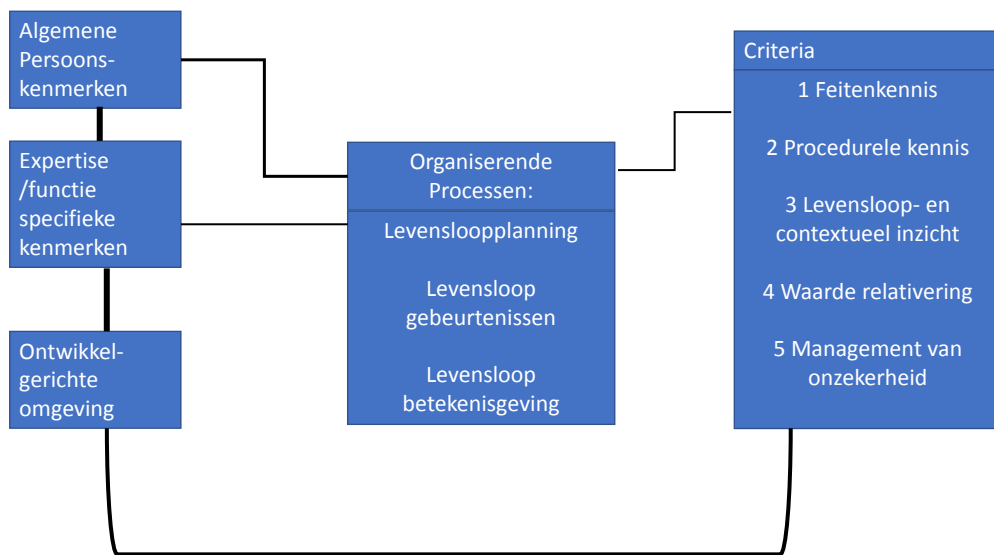 Algemene
Persoons-
kenmerken
Expertise
/functie
specifieke
kenmerken
Ontwikkel-
gerichte
omgeving
Organiserende
Processen:
Levensloopplanning
Levensloop
gebeurtenissen
Levensloop
betekenisgeving
Criteria
1 Feitenkennis
2 Procedurele kennis
3 Levensloop- en
contextueel inzicht
4 Waarde relativering
5 Management van
onzekerheid